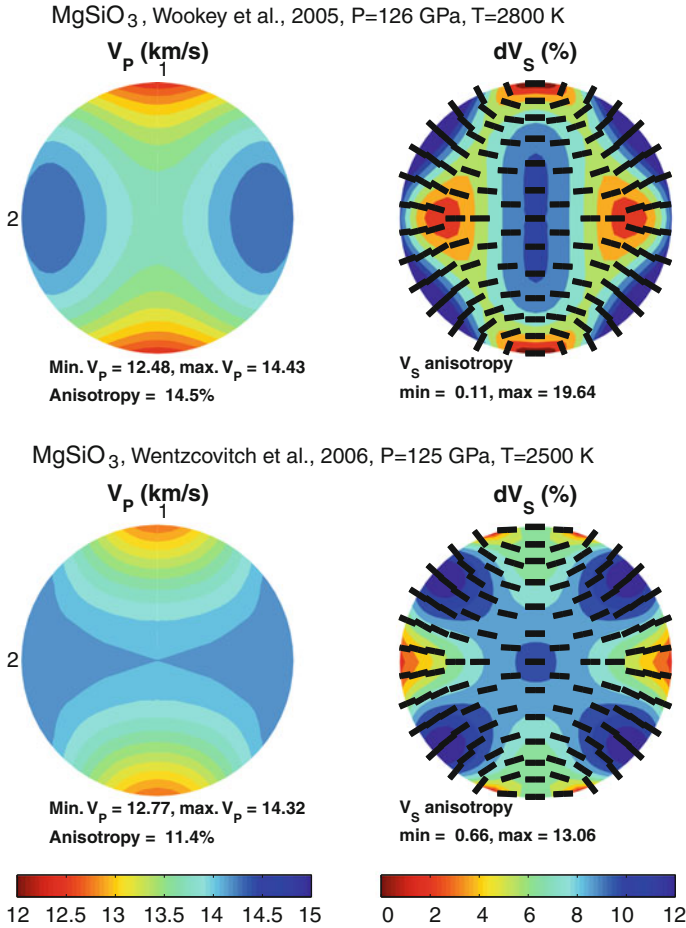 MgSiO3, Wookey et al., 2005, P=126 GPa, T=2800 K
VP (km/s)
dVS (%)
1
2
Min. VP = 12.48, max. VP = 14.43
Anisotropy = 14.5%
VS anisotropy
min = 0.11, max = 19.64
MgSiO3, Wentzcovitch et al., 2006, P=125 GPa, T=2500 K
VP (km/s)
dVS (%)
1
2
Min. VP = 12.77, max. VP = 14.32
Anisotropy = 11.4%
VS anisotropy
min = 0.66, max = 13.06
12 12.5 13 13.5 14 14.5 15
0 2 4 6 8 10 12